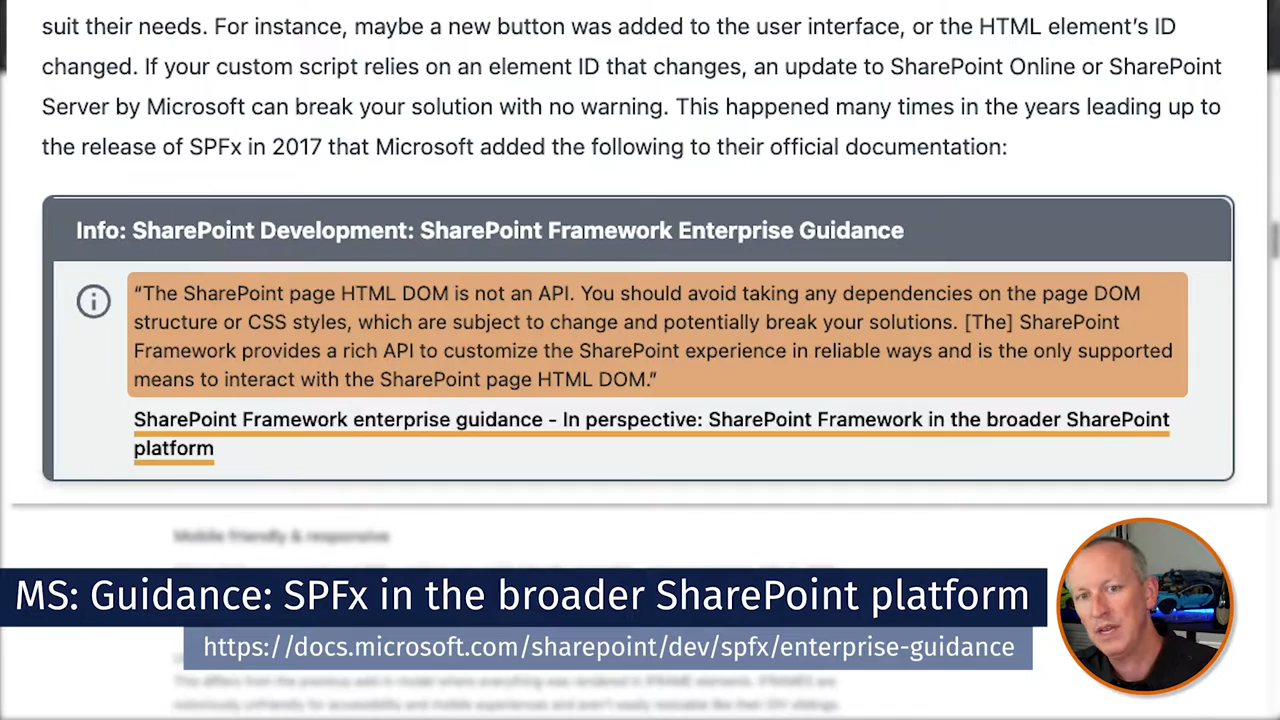 suit their needs. For instance, maybe a new button was added to the user interface, or the HTML element’s ID
changed. If your custom script relies on an element ID that changes, an update to SharePoint Online or SharePoint
Server by Microsoft can break your solution with no warning. This happened many times in the years leading up to
the release of SPFx in 2017 that Microsoft added the following to their official documentation:
Info: SharePoint Development: SharePoint Framework Enterprise Guidance
“The SharePoint page HTML DOM is not an API. You should avoid taking any dependencies on the page DOM
structure or CSS styles, which are subject to change and potentially break your solutions. [The] SharePoint
Framework provides a rich API to customize the SharePoint experience in reliable ways and is the only supported
means to interact with the SharePoint page HTML DOM.”
SharePoint Framework enterprise guidance - In perspective: SharePoint Framework in the broader SharePoint
platform
Mobile friendly & responsive
MS: Guidance: SPFx in the broader SharePoint platform
https://docs.microsoft.com/sharepoint/dev/spfx/enterprise-guidance